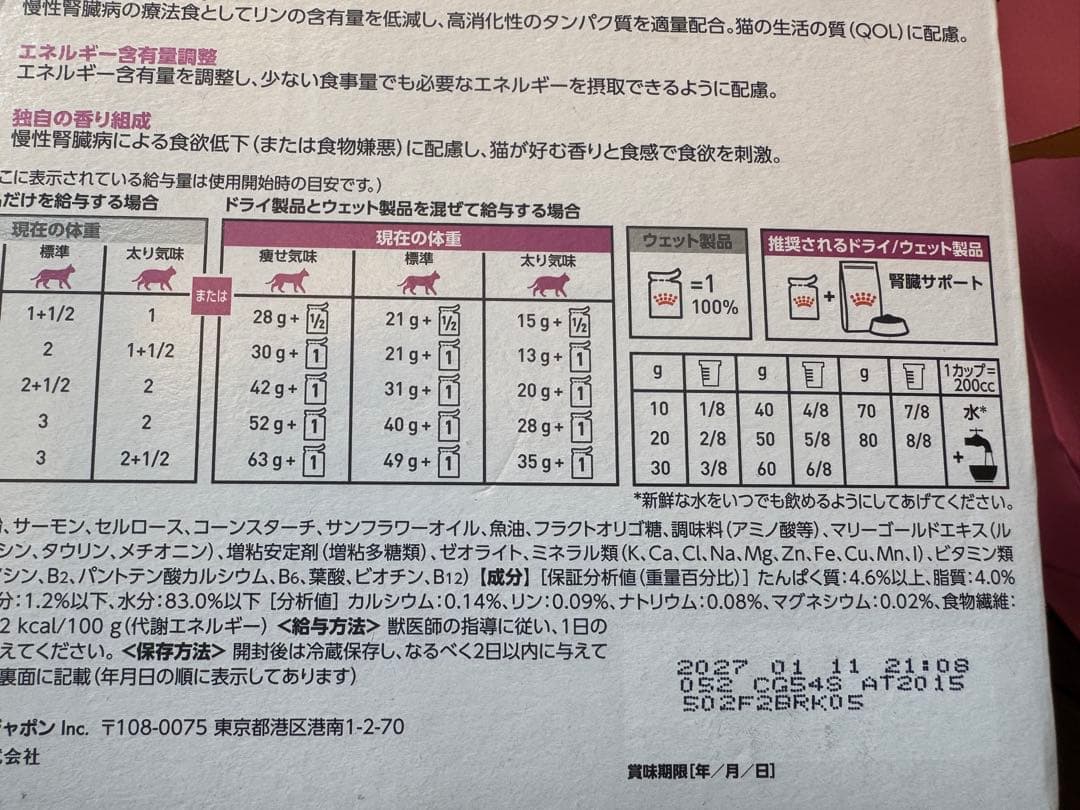 慢性腎臓病の療法食としてリンの含有量を低減し、高消化性のタンパク質を適量配合。猫の生活の質(QOL)に配慮。
エネルギー含有量調整
エネルギー含有量を調整し、少ない食事量でも必要なエネルギーを摂取できるように配慮。
独自の香り組成
慢性腎臓病による食欲低下(または食物嫌悪)に配慮し、猫が好む香りと食感で食欲を刺激。
こに表示されている給与量は使用開始時の目安です。)
だけを給与する場合
現在の体重
標準 太り気味
1+1/2 1
2 1+1/2
2+1/2 2
3 2
3 2+1/2
または
ドライ製品とウェット製品を混ぜて給与する場合
現在の体重
痩せ気味 標準 太り気味
28g+ 1/2 21g+ 1/2 15g+ 1/2
30g+ 1 21g+ 1 13g+ 1
42g+ 1 31g+ 1 20g+ 1
52g+ 1 40g+ 1 28g+ 1
63g+ 1 49g+ 1 35g+ 1
ウェット製品
=1
100%
推奨されるドライ/ウェット製品
+ 腎臓サポート
g g g 1カップ=
200cc
10 1/8 40 4/8 70 7/8 水*
20 2/8 50 5/8 80 8/8 +
30 3/8 60 6/8
*新鮮な水をいつでも飲めるようにしてあげてください。
、サーモン、セルロース、コーンスターチ、サンフラワーオイル、魚油、フラクトオリゴ糖、調味料(アミノ酸等)、マリーゴールドエキス(ル
シン、タウリン、メチオニン)、増粘安定剤(増粘多糖類)、ゼオライト、ミネラル類(K,Ca,Cl,Na,Mg,Zn,Fe,Cu,Mn,I)、ビタミン類
シン、B2、パントテン酸カルシウム、B6、葉酸、ビオチン、B12)【成分】[保証分析値(重量百分比)]たんぱく質:4.6%以上、脂質:4.0%
分:1.2%以下、水分:83.0%以下[分析値]カルシウム:0.14%、リン:0.09%、ナトリウム:0.08%、マグネシウム:0.02%、食物繊維:
2 kcal/100 g(代謝エネルギー)<給与方法>獣医師の指導に従い、1日の
えてください。<保存方法>開封後は冷蔵保存し、なるべく2日以内に与えて
裏面に記載(年月日の順に表示してあります)
ジャポン Inc. 〒108-0075 東京都港区港南1-2-70
式会社
2027 01 11 21:08
052 CG54S AT2015
502F2BRK05
賞味期限[年/月/日]